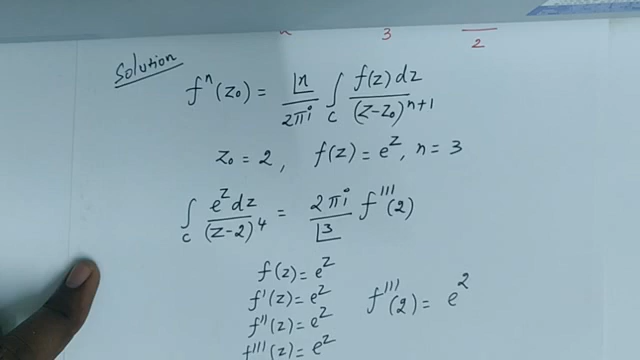 n 3 2
Solution
fⁿ(z₀) = |n̲ / 2πi ∫_C f(z) dz / (z-z₀)ⁿ⁺¹
z₀ = 2, f(z) = e^z, n = 3
∫_C e^z dz / (z-2)⁴ = 2πi / |3̲ f'''(2)
f(z) = e^z
f'(z) = e^z f'''(2) = e²
f''(z) = e^z
f'''(z) = e^z